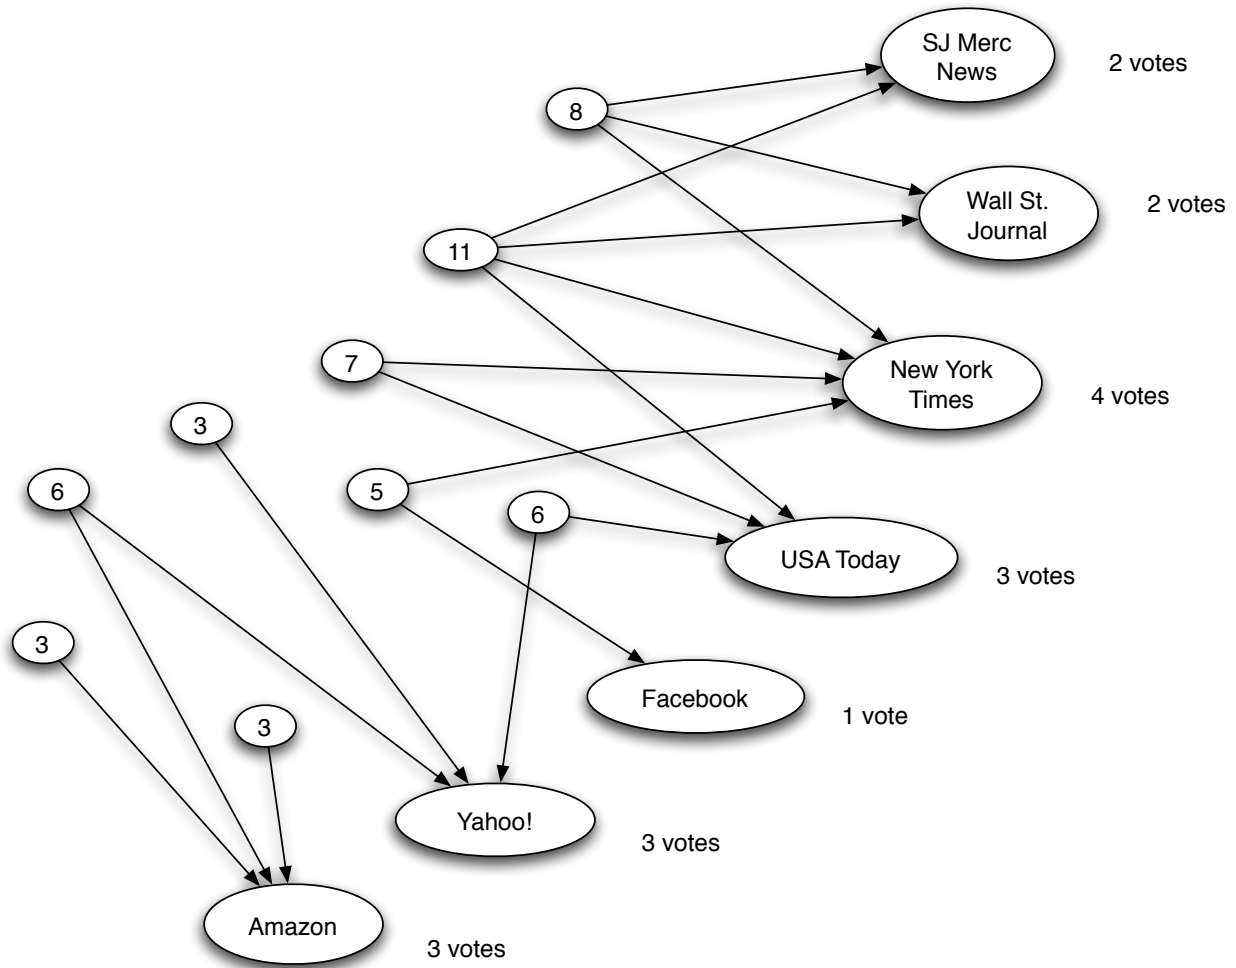 SJ Merc
News
2 votes
8
Wall St.
Journal
2 votes
11
New York
Times
4 votes
7
3
6
5
6
USA Today
3 votes
3
Facebook
1 vote
3
Yahoo!
3 votes
Amazon
3 votes